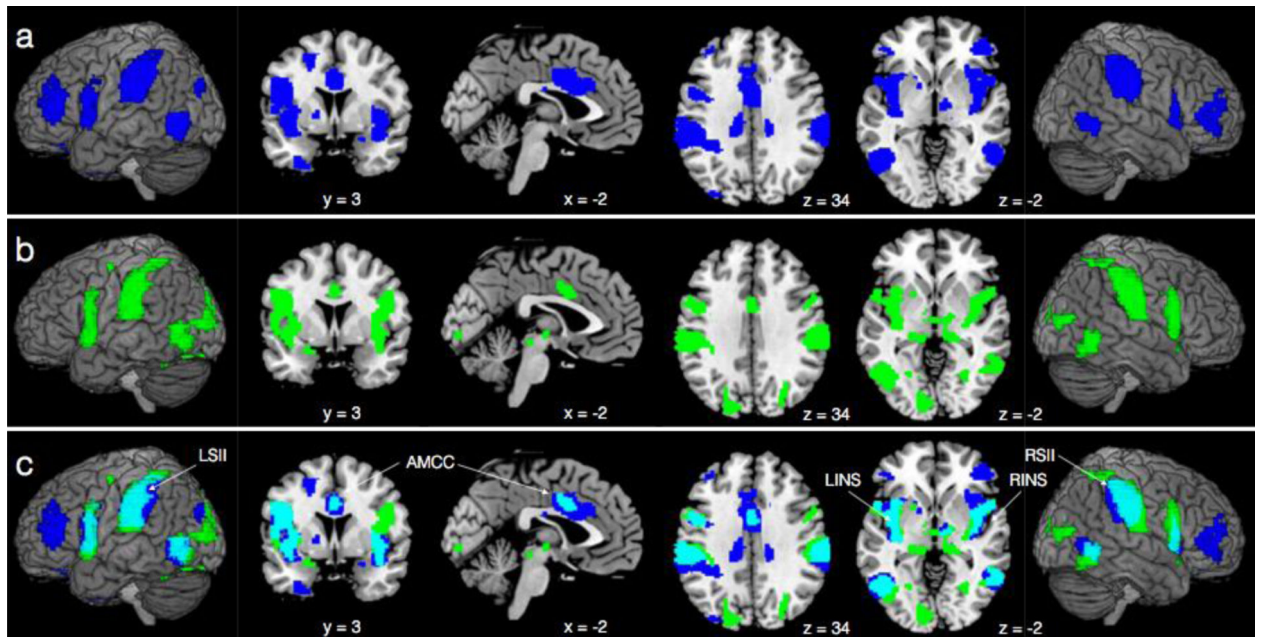 a
y = 3
x = -2
z = 34
z = -2
b
y = 3
x = -2
z = 34
z = -2
c
LSII
AMCC
LINS
RSII
RINS
y = 3
x = -2
z = 34
z = -2